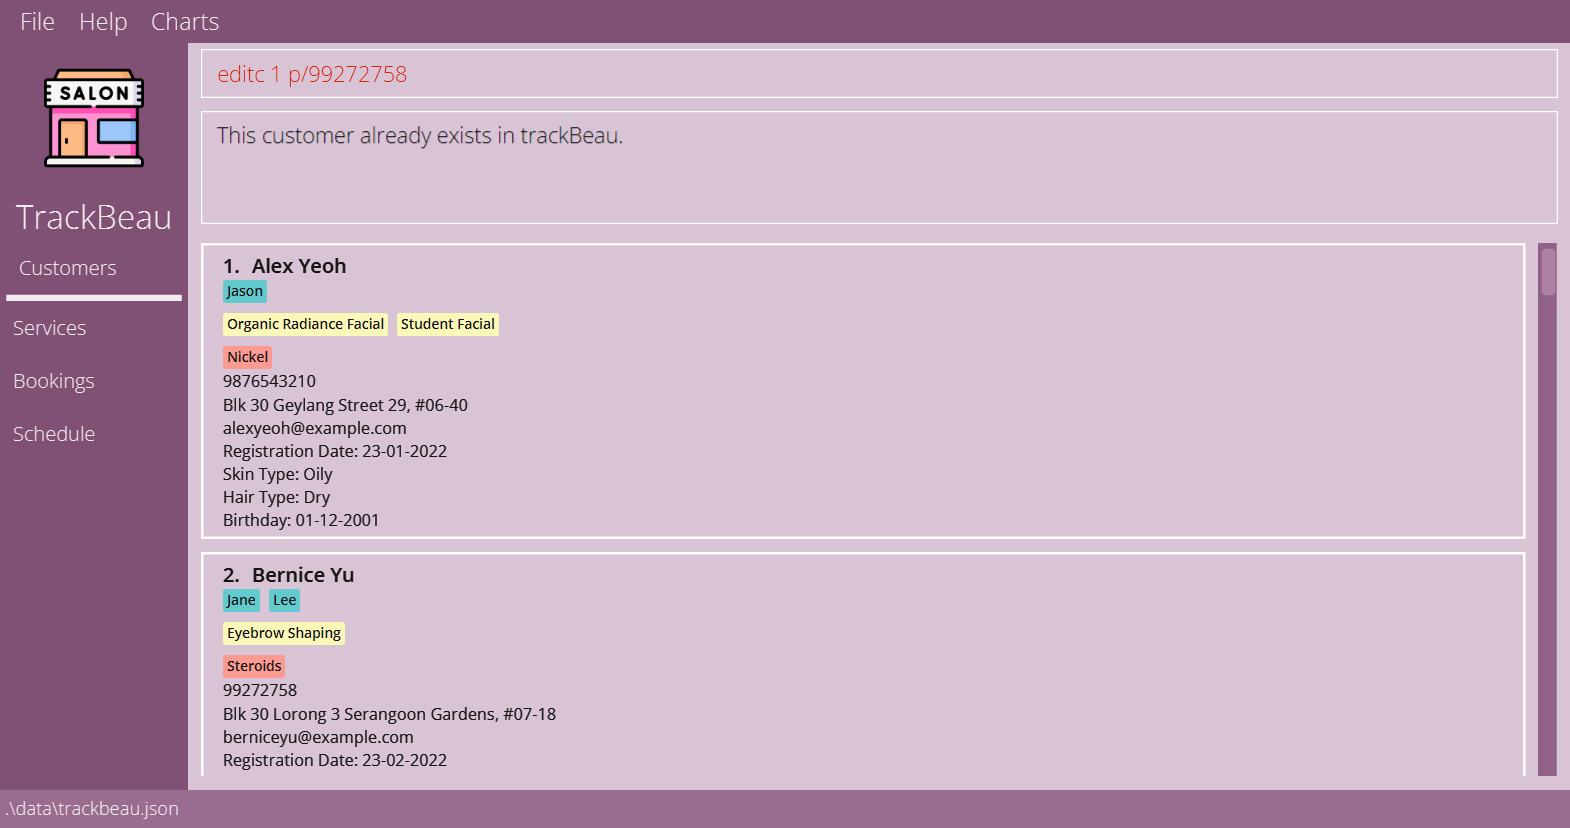 File Help Charts
SALON
TrackBeau
Customers
Services
Bookings
Schedule
editc 1 p/99272758
This customer already exists in trackBeau.
1. Alex Yeoh
Jason
Organic Radiance Facial Student Facial
Nickel
9876543210
Blk 30 Geylang Street 29, #06-40
alexyeoh@example.com
Registration Date: 23-01-2022
Skin Type: Oily
Hair Type: Dry
Birthday: 01-12-2001
2. Bernice Yu
Jane Lee
Eyebrow Shaping
Steroids
99272758
Blk 30 Lorong 3 Serangoon Gardens, #07-18
berniceyu@example.com
Registration Date: 23-02-2022
.\data\trackbeau.json